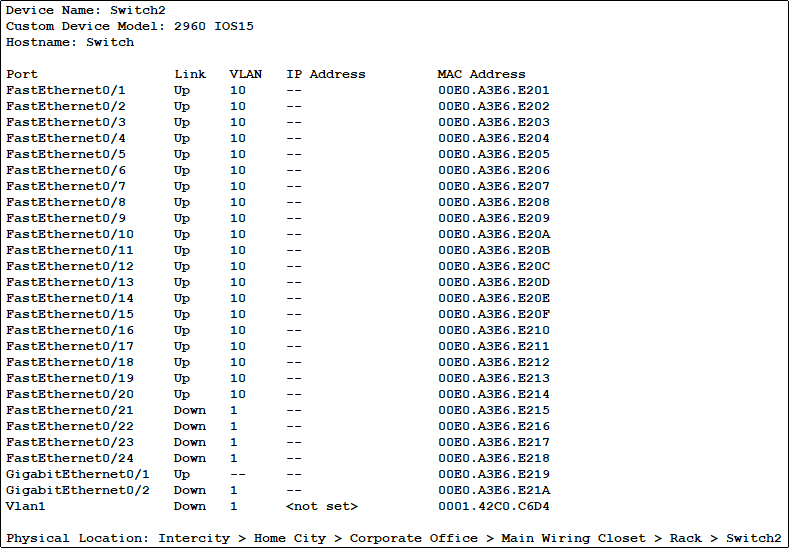 Device Name: Switch2
Custom Device Model: 2960 IOS15
Hostname: Switch
Port Link VLAN IP Address MAC Address
FastEthernet0/1 Up 10 -- 00E0.A3E6.E201
FastEthernet0/2 Up 10 -- 00E0.A3E6.E202
FastEthernet0/3 Up 10 -- 00E0.A3E6.E203
FastEthernet0/4 Up 10 -- 00E0.A3E6.E204
FastEthernet0/5 Up 10 -- 00E0.A3E6.E205
FastEthernet0/6 Up 10 -- 00E0.A3E6.E206
FastEthernet0/7 Up 10 -- 00E0.A3E6.E207
FastEthernet0/8 Up 10 -- 00E0.A3E6.E208
FastEthernet0/9 Up 10 -- 00E0.A3E6.E209
FastEthernet0/10 Up 10 -- 00E0.A3E6.E20A
FastEthernet0/11 Up 10 -- 00E0.A3E6.E20B
FastEthernet0/12 Up 10 -- 00E0.A3E6.E20C
FastEthernet0/13 Up 10 -- 00E0.A3E6.E20D
FastEthernet0/14 Up 10 -- 00E0.A3E6.E20E
FastEthernet0/15 Up 10 -- 00E0.A3E6.E20F
FastEthernet0/16 Up 10 -- 00E0.A3E6.E210
FastEthernet0/17 Up 10 -- 00E0.A3E6.E211
FastEthernet0/18 Up 10 -- 00E0.A3E6.E212
FastEthernet0/19 Up 10 -- 00E0.A3E6.E213
FastEthernet0/20 Up 10 -- 00E0.A3E6.E214
FastEthernet0/21 Down 1 -- 00E0.A3E6.E215
FastEthernet0/22 Down 1 -- 00E0.A3E6.E216
FastEthernet0/23 Down 1 -- 00E0.A3E6.E217
FastEthernet0/24 Down 1 -- 00E0.A3E6.E218
GigabitEthernet0/1 Up -- -- 00E0.A3E6.E219
GigabitEthernet0/2 Down 1 -- 00E0.A3E6.E21A
Vlan1 Down 1 <not set> 0001.42C0.C6D4
Physical Location: Intercity > Home City > Corporate Office > Main Wiring Closet > Rack > Switch2